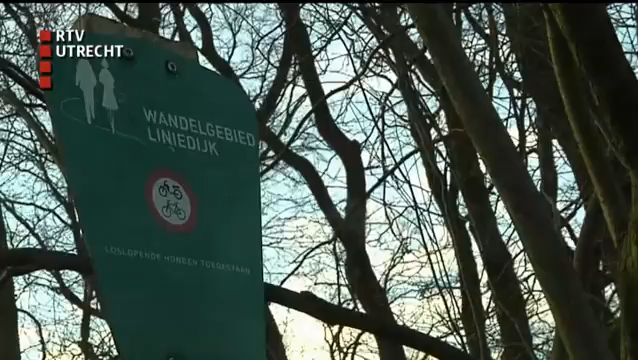 RTV
UTRECHT
WANDELGEBIED
LINIEDIJK
LOSLOPENDE HONDEN TOEGESTAAN